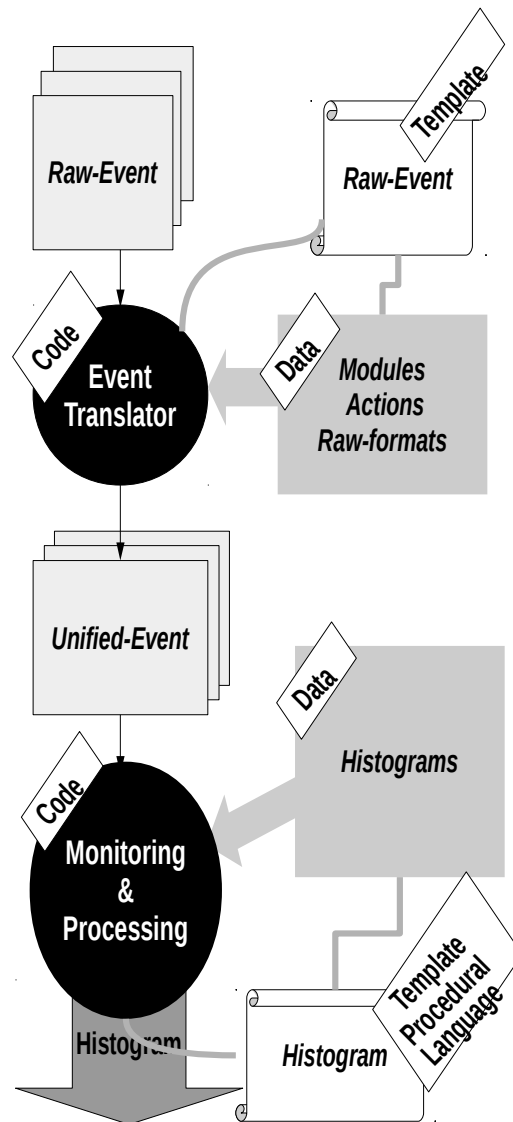 Template
Raw-Event
Raw-Event
Code
Data
Event
Translator
Modules
Actions
Raw-formats
Unified-Event
Data
Histograms
Code
Monitoring
&
Processing
Template
Procedural
Language
Histogram
Histogram